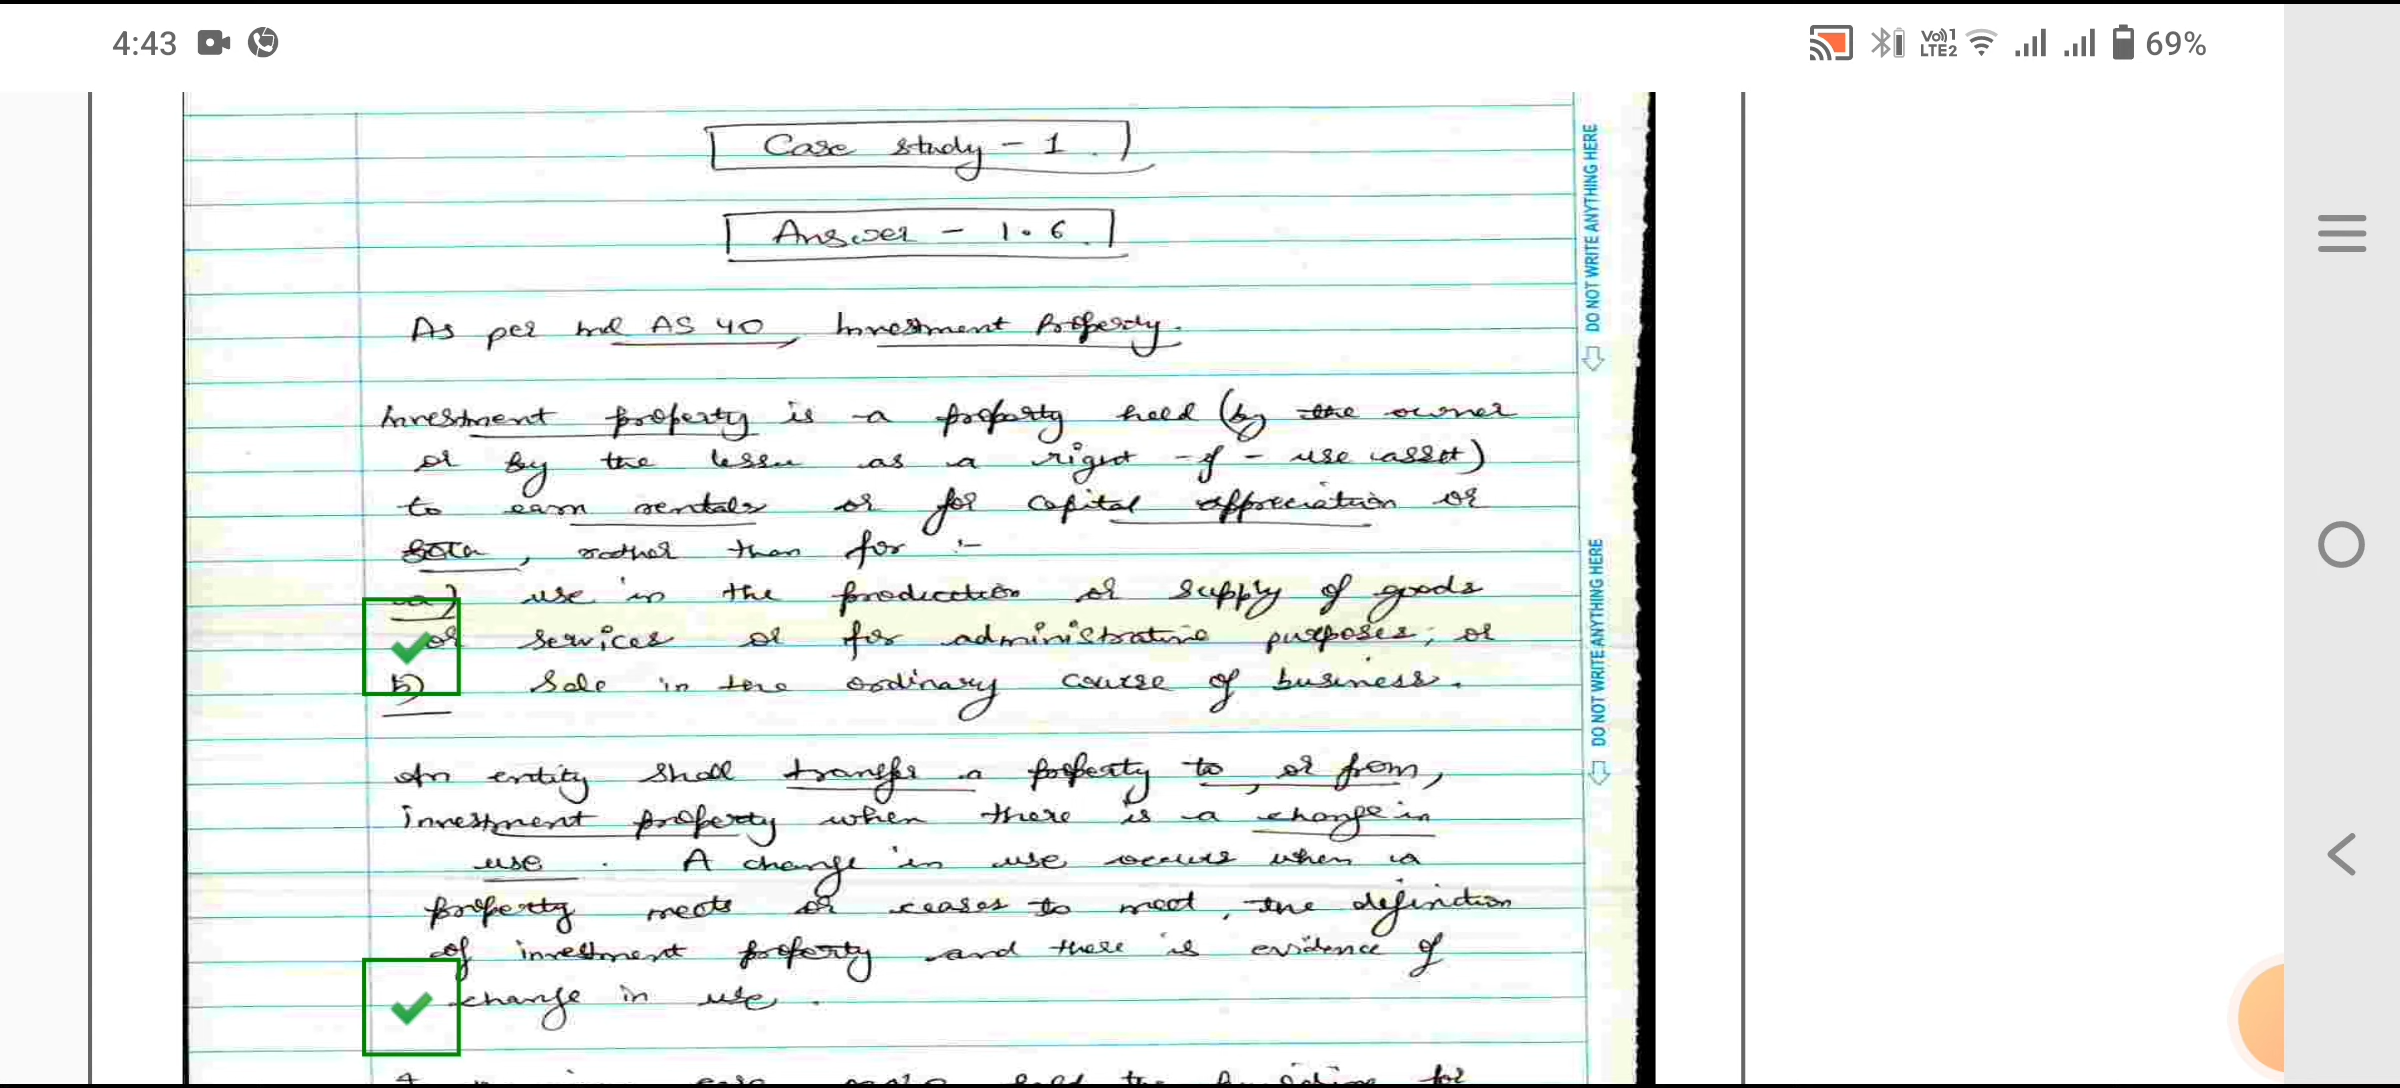 4:43
Vo)) 1
LTE2
69%
Case study - 1.
Answer - 1.6.
As per Ind AS 40, Investment Property.
Investment property is a property held (by the owner
or by the lessee as a right-of-use asset)
to earn rentals or for capital appreciation or
both, rather than for :-
a) use in the production or supply of goods
or services or for administrative purposes; or
b) Sale in the ordinary course of business.
An entity shall transfer a property to, or from,
investment property when there is a change in
use. A change in use occurs when a
property meets or ceases to meet, the definition
of investment property and there is evidence of
change in use.
DO NOT WRITE ANYTHING HERE
DO NOT WRITE ANYTHING HERE